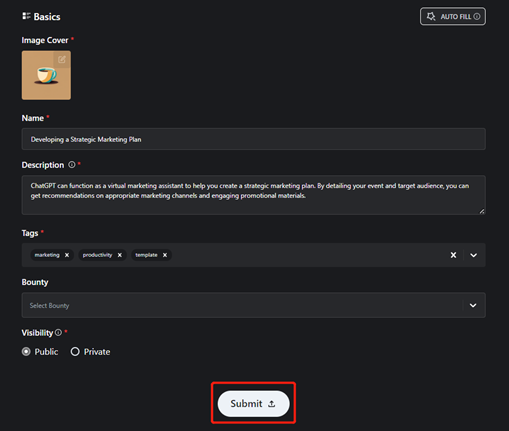 Basics
AUTO FILL
Image Cover *
Name *
Developing a Strategic Marketing Plan
Description *
ChatGPT can function as a virtual marketing assistant to help you create a strategic marketing plan. By detailing your event and target audience, you can
get recommendations on appropriate marketing channels and engaging promotional materials.
Tags *
marketing x productivity x template x
Bounty
Select Bounty
Visibility *
Public Private
Submit